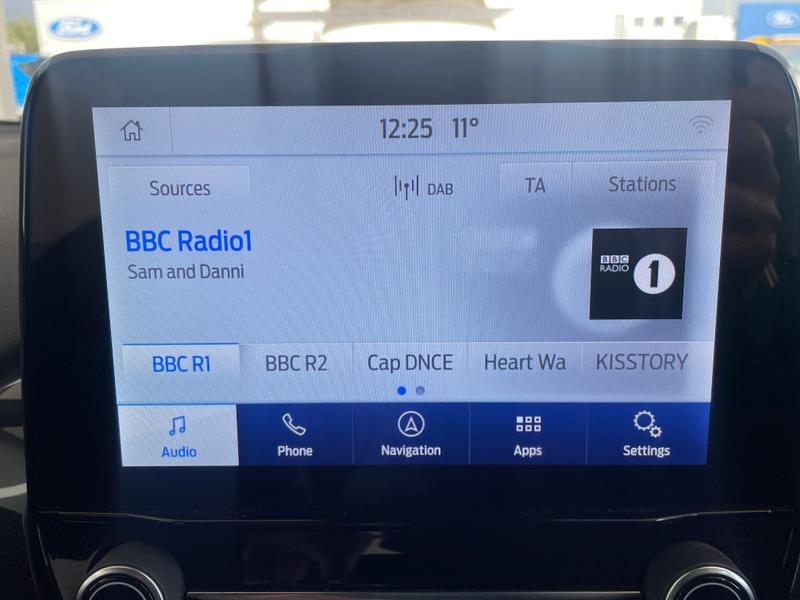 Ford
Ford
12:25 11°
Sources
DAB
TA
Stations
BBC Radio1
Sam and Danni
BBC
RADIO
1
BBC R1
BBC R2
Cap DNCE
Heart Wa
KISSTORY
Audio
Phone
Navigation
Apps
Settings